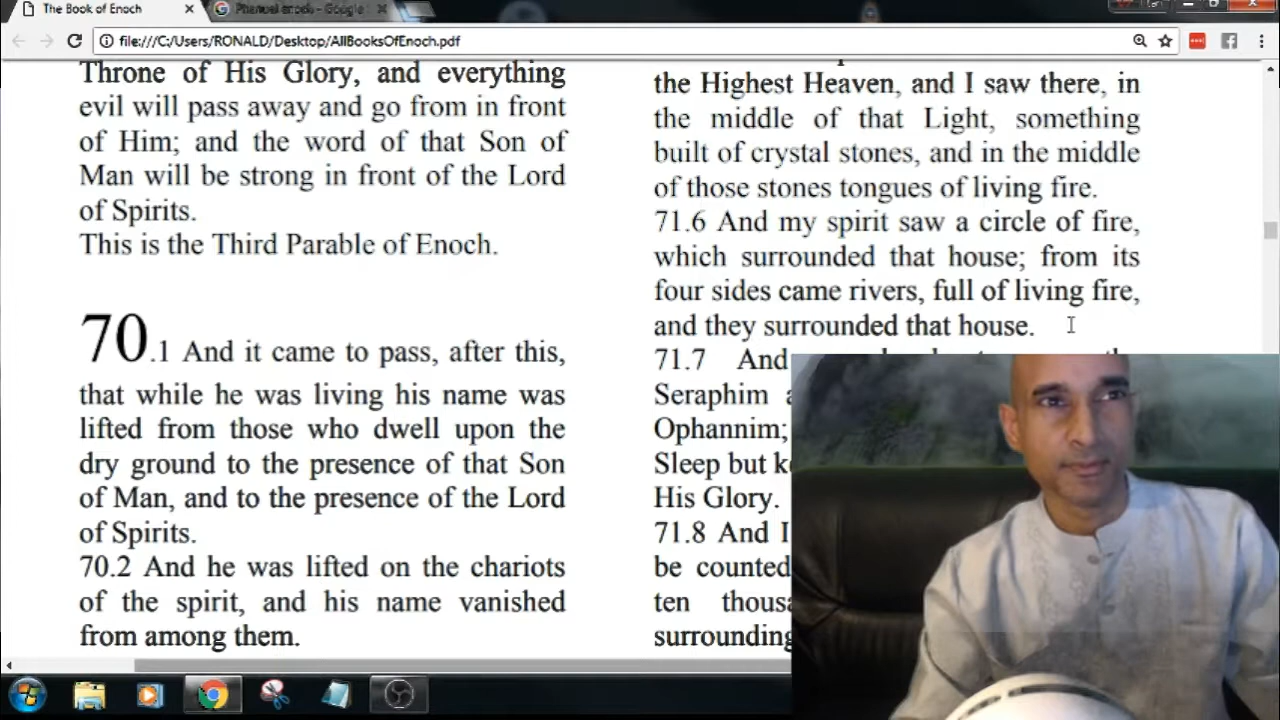 The Book of Enoch
Phanuel enoch - Google
file:///C:/Users/RONALD/Desktop/AllBooksOfEnoch.pdf
Throne of His Glory, and everything
evil will pass away and go from in front
of Him; and the word of that Son of
Man will be strong in front of the Lord
of Spirits.
This is the Third Parable of Enoch.
70.1 And it came to pass, after this,
that while he was living his name was
lifted from those who dwell upon the
dry ground to the presence of that Son
of Man, and to the presence of the Lord
of Spirits.
70.2 And he was lifted on the chariots
of the spirit, and his name vanished
from among them.
the Highest Heaven, and I saw there, in
the middle of that Light, something
built of crystal stones, and in the middle
of those stones tongues of living fire.
71.6 And my spirit saw a circle of fire,
which surrounded that house; from its
four sides came rivers, full of living fire,
and they surrounded that house.
71.7 And
Seraphim
Ophannim;
Sleep but
His Glory.
71.8 And I
be counted
ten
surrounding